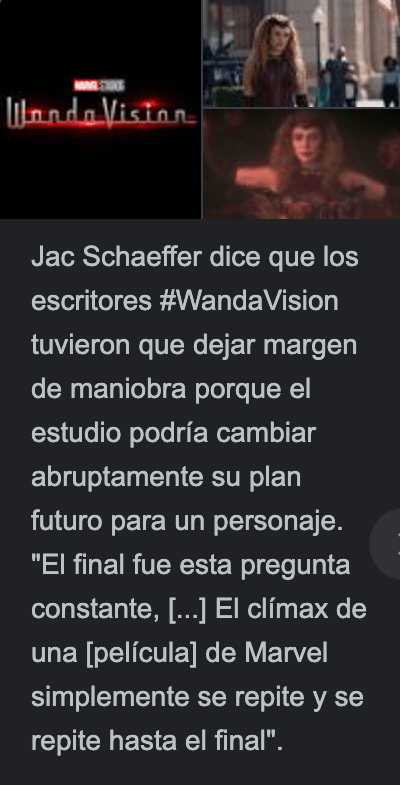 MARVEL STUDIOS
WandaVision
Jac Schaeffer dice que los
escritores #WandaVision
tuvieron que dejar margen
de maniobra porque el
estudio podría cambiar
abruptamente su plan
futuro para un personaje.
"El final fue esta pregunta
constante, [...] El clímax de
una [película] de Marvel
simplemente se repite y se
repite hasta el final".